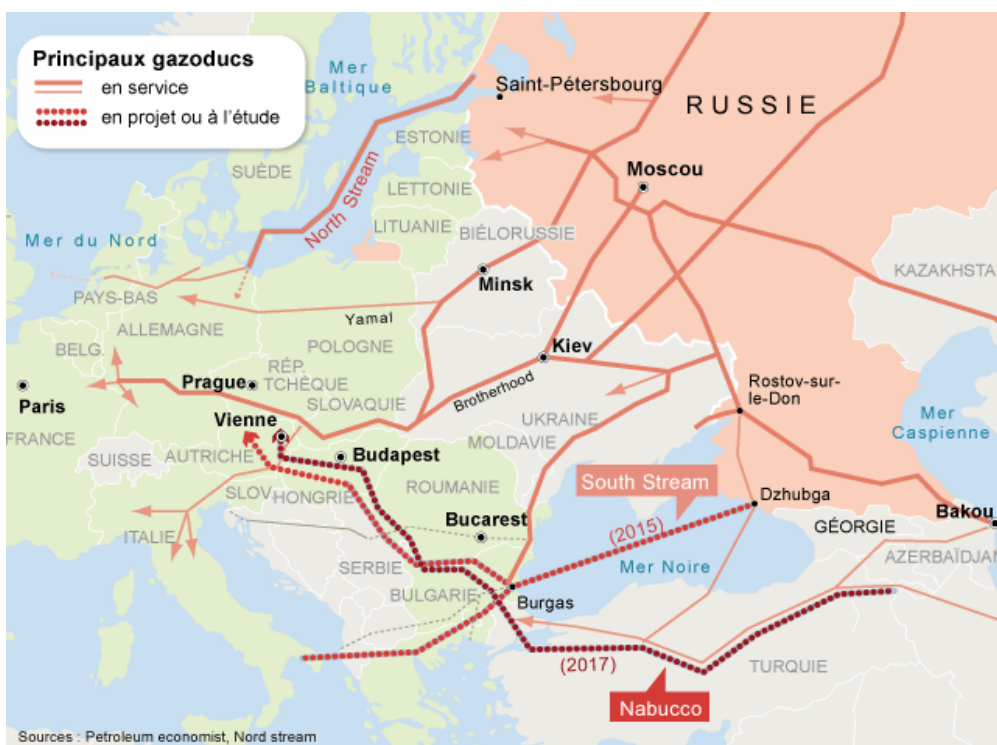 Principaux gazoducs
en service
en projet ou à l'étude
Mer
Baltique
Saint-Pétersbourg
RUSSIE
ESTONIE
Moscou
SUÈDE
LETTONIE
North Stream
LITUANIE
BIÉLORUSSIE
Mer du Nord
Minsk
KAZAKHSTA
PAYS-BAS
Yamal
ALLEMAGNE
POLOGNE
BELG.
Kiev
RÉP.
TCHÈQUE
Prague
Brotherhood
Rostov-sur-
le-Don
Paris
SLOVAQUIE
UKRAINE
Mer
Caspienne
Vienne
MOLDAVIE
FRANCE
AUTRICHE
Budapest
SUISSE
South Stream
ROUMANIE
SLOV.
HONGRIE
Dzhubga
Bucarest
GÉORGIE
Bakou
ITALIE
(2015)
AZERBAÏDJAN
SERBIE
Mer Noire
BULGARIE
Burgas
(2017)
TURQUIE
Nabucco
Sources : Petroleum economist, Nord stream